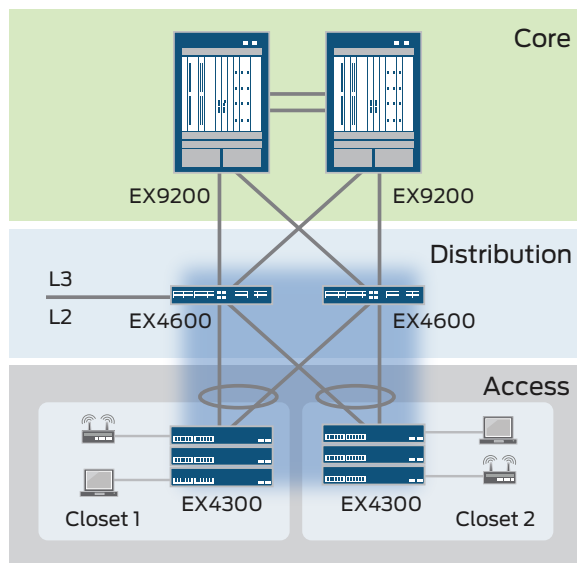 Core
EX9200
EX9200
Distribution
L3
L2
EX4600
EX4600
Access
EX4300
EX4300
Closet 1
Closet 2